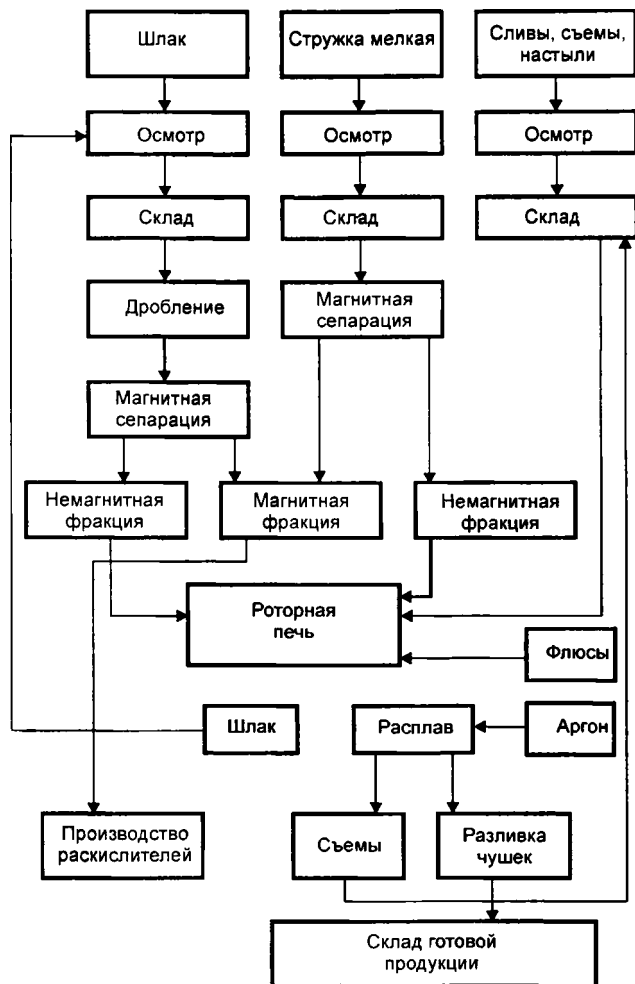 Шлак
Стружка мелкая
Сливы, съемы,
настыли
Осмотр
Осмотр
Осмотр
Склад
Склад
Склад
Дробление
Магнитная
сепарация
Магнитная
сепарация
Немагнитная
фракция
Магнитная
фракция
Немагнитная
фракция
Роторная
печь
Флюсы
Шлак
Расплав
Аргон
Производство
раскислителей
Съемы
Разливка
чушек
Склад готовой
продукции